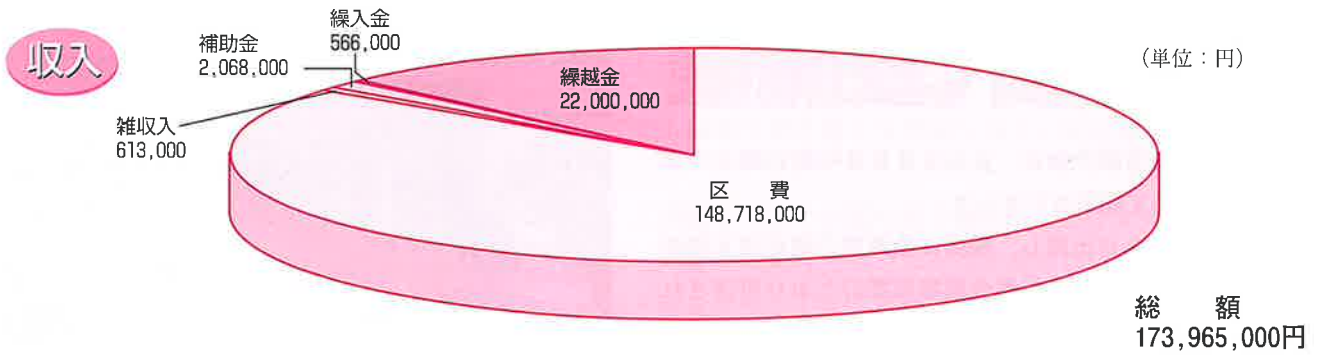 収入
繰入金
566,000
補助金
2,068,000
(単位：円)
繰越金
22,000,000
雑収入
613,000
区　費
148,718,000
総　額
173,965,000円